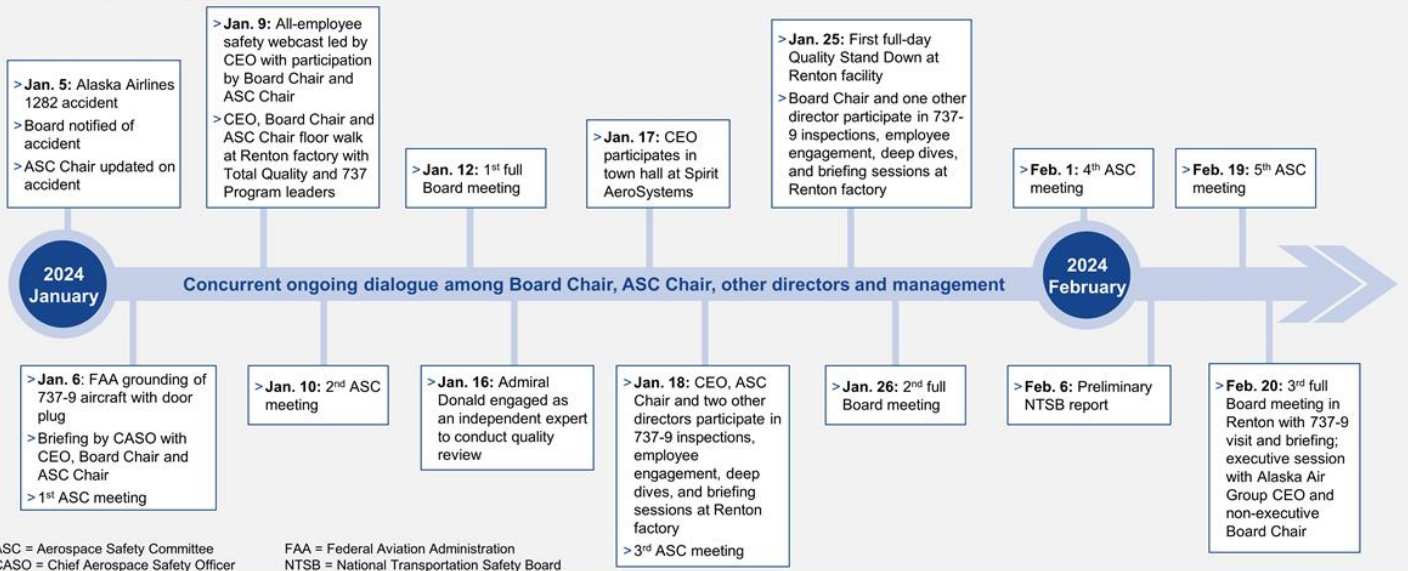 > Jan. 5: Alaska Airlines
1282 accident
> Board notified of
accident
> ASC Chair updated on
accident
> Jan. 9: All-employee
safety webcast led by
CEO with participation
by Board Chair and
ASC Chair
> CEO, Board Chair and
ASC Chair floor walk
at Renton factory with
Total Quality and 737
Program leaders
> Jan. 12: 1st full
Board meeting
> Jan. 17: CEO
participates in
town hall at Spirit
AeroSystems
> Jan. 25: First full-day
Quality Stand Down at
Renton facility
> Board Chair and one other
director participate in 737-
9 inspections, employee
engagement, deep dives,
and briefing sessions at
Renton factory
> Feb. 1: 4th ASC
meeting
> Feb. 19: 5th ASC
meeting
2024
January
Concurrent ongoing dialogue among Board Chair, ASC Chair, other directors and management
2024
February
> Jan. 6: FAA grounding of
737-9 aircraft with door
plug
> Briefing by CASO with
CEO, Board Chair and
ASC Chair
> 1st ASC meeting
> Jan. 10: 2nd ASC
meeting
> Jan. 16: Admiral
Donald engaged as
an independent expert
to conduct quality
review
> Jan. 18: CEO, ASC
Chair and two other
directors participate in
737-9 inspections,
employee
engagement, deep
dives, and briefing
sessions at Renton
factory
> 3rd ASC meeting
> Jan. 26: 2nd full
Board meeting
> Feb. 6: Preliminary
NTSB report
> Feb. 20: 3rd full
Board meeting in
Renton with 737-9
visit and briefing;
executive session
with Alaska Air
Group CEO and
non-executive
Board Chair
ASC = Aerospace Safety Committee
CASO = Chief Aerospace Safety Officer
FAA = Federal Aviation Administration
NTSB = National Transportation Safety Board